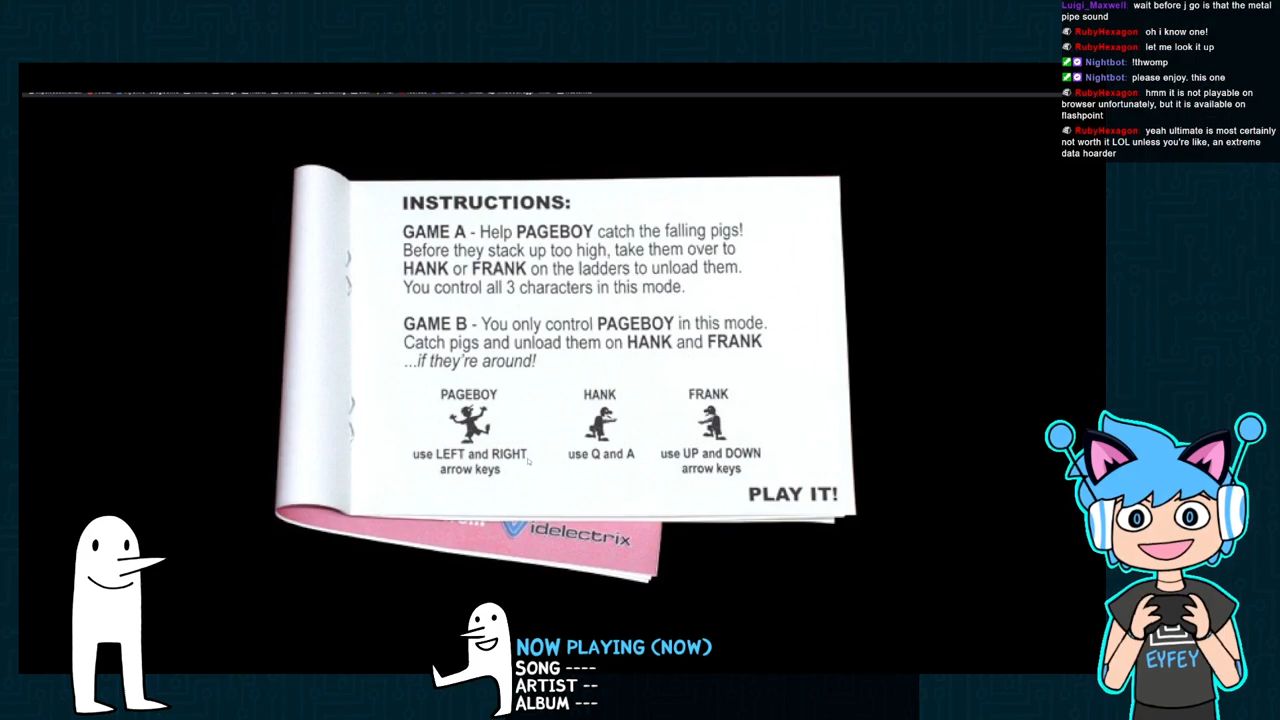 Luigi_Maxwell: wait before j go is that the metal
pipe sound
RubyHexagon: oh i know one!
RubyHexagon: let me look it up
Nightbot: !thwomp
Nightbot: please enjoy. this one
RubyHexagon: hmm it is not playable on
browser unfortunately, but it is available on
flashpoint
RubyHexagon: yeah ultimate is most certainly
not worth it LOL unless you're like, an extreme
data hoarder
INSTRUCTIONS:
GAME A - Help PAGEBOY catch the falling pigs!
Before they stack up too high, take them over to
HANK or FRANK on the ladders to unload them.
You control all 3 characters in this mode.
GAME B - You only control PAGEBOY in this mode.
Catch pigs and unload them on HANK and FRANK
...if they're around!
PAGEBOY HANK FRANK
use LEFT and RIGHT use Q and A use UP and DOWN
arrow keys arrow keys
PLAY IT!
idelectrix
NOW PLAYING (NOW)
SONG ----
ARTIST --
ALBUM ---
EYFEY